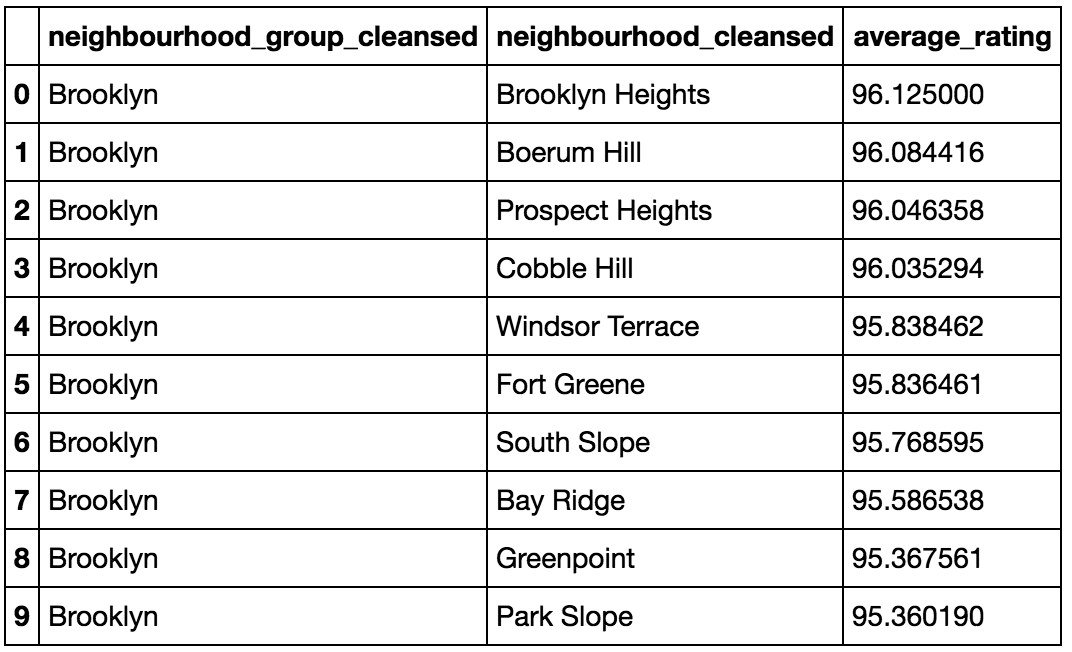 neighbourhood_group_cleansed neighbourhood_cleansed average_rating
0 Brooklyn Brooklyn Heights 96.125000
1 Brooklyn Boerum Hill 96.084416
2 Brooklyn Prospect Heights 96.046358
3 Brooklyn Cobble Hill 96.035294
4 Brooklyn Windsor Terrace 95.838462
5 Brooklyn Fort Greene 95.836461
6 Brooklyn South Slope 95.768595
7 Brooklyn Bay Ridge 95.586538
8 Brooklyn Greenpoint 95.367561
9 Brooklyn Park Slope 95.360190